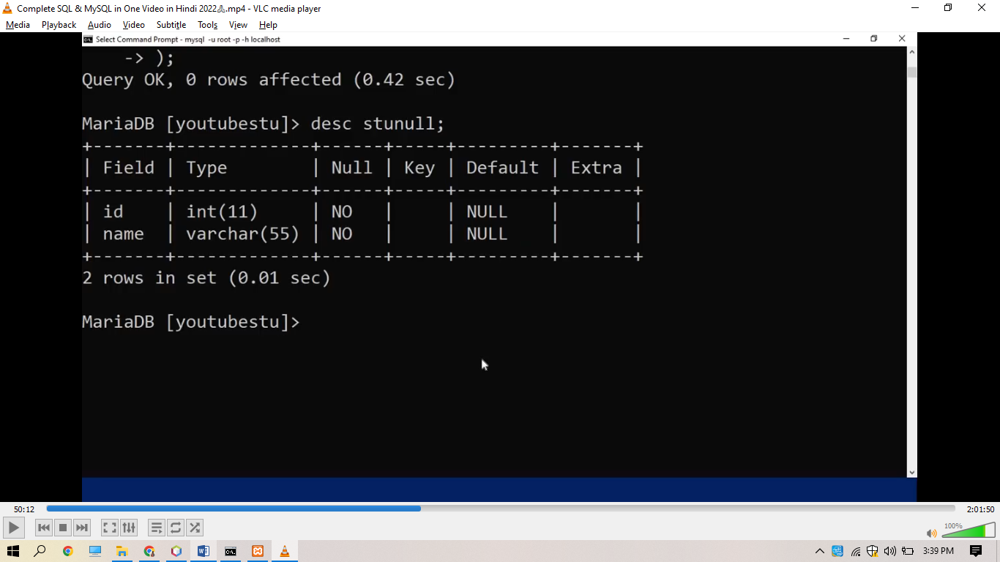 Complete SQL & MySQL in One Video in Hindi 2022🙏.mp4 - VLC media player
Media Playback Audio Video Subtitle Tools View Help
Select Command Prompt - mysql -u root -p -h localhost
    -> );
Query OK, 0 rows affected (0.42 sec)
MariaDB [youtubestu]> desc stunull;
+-------+-------------+------+-----+---------+-------+
| Field | Type        | Null | Key | Default | Extra |
+-------+-------------+------+-----+---------+-------+
| id    | int(11)     | NO   |     | NULL    |       |
| name  | varchar(55) | NO   |     | NULL    |       |
+-------+-------------+------+-----+---------+-------+
2 rows in set (0.01 sec)
MariaDB [youtubestu]>
50:12 2:01:50
100%
3:39 PM